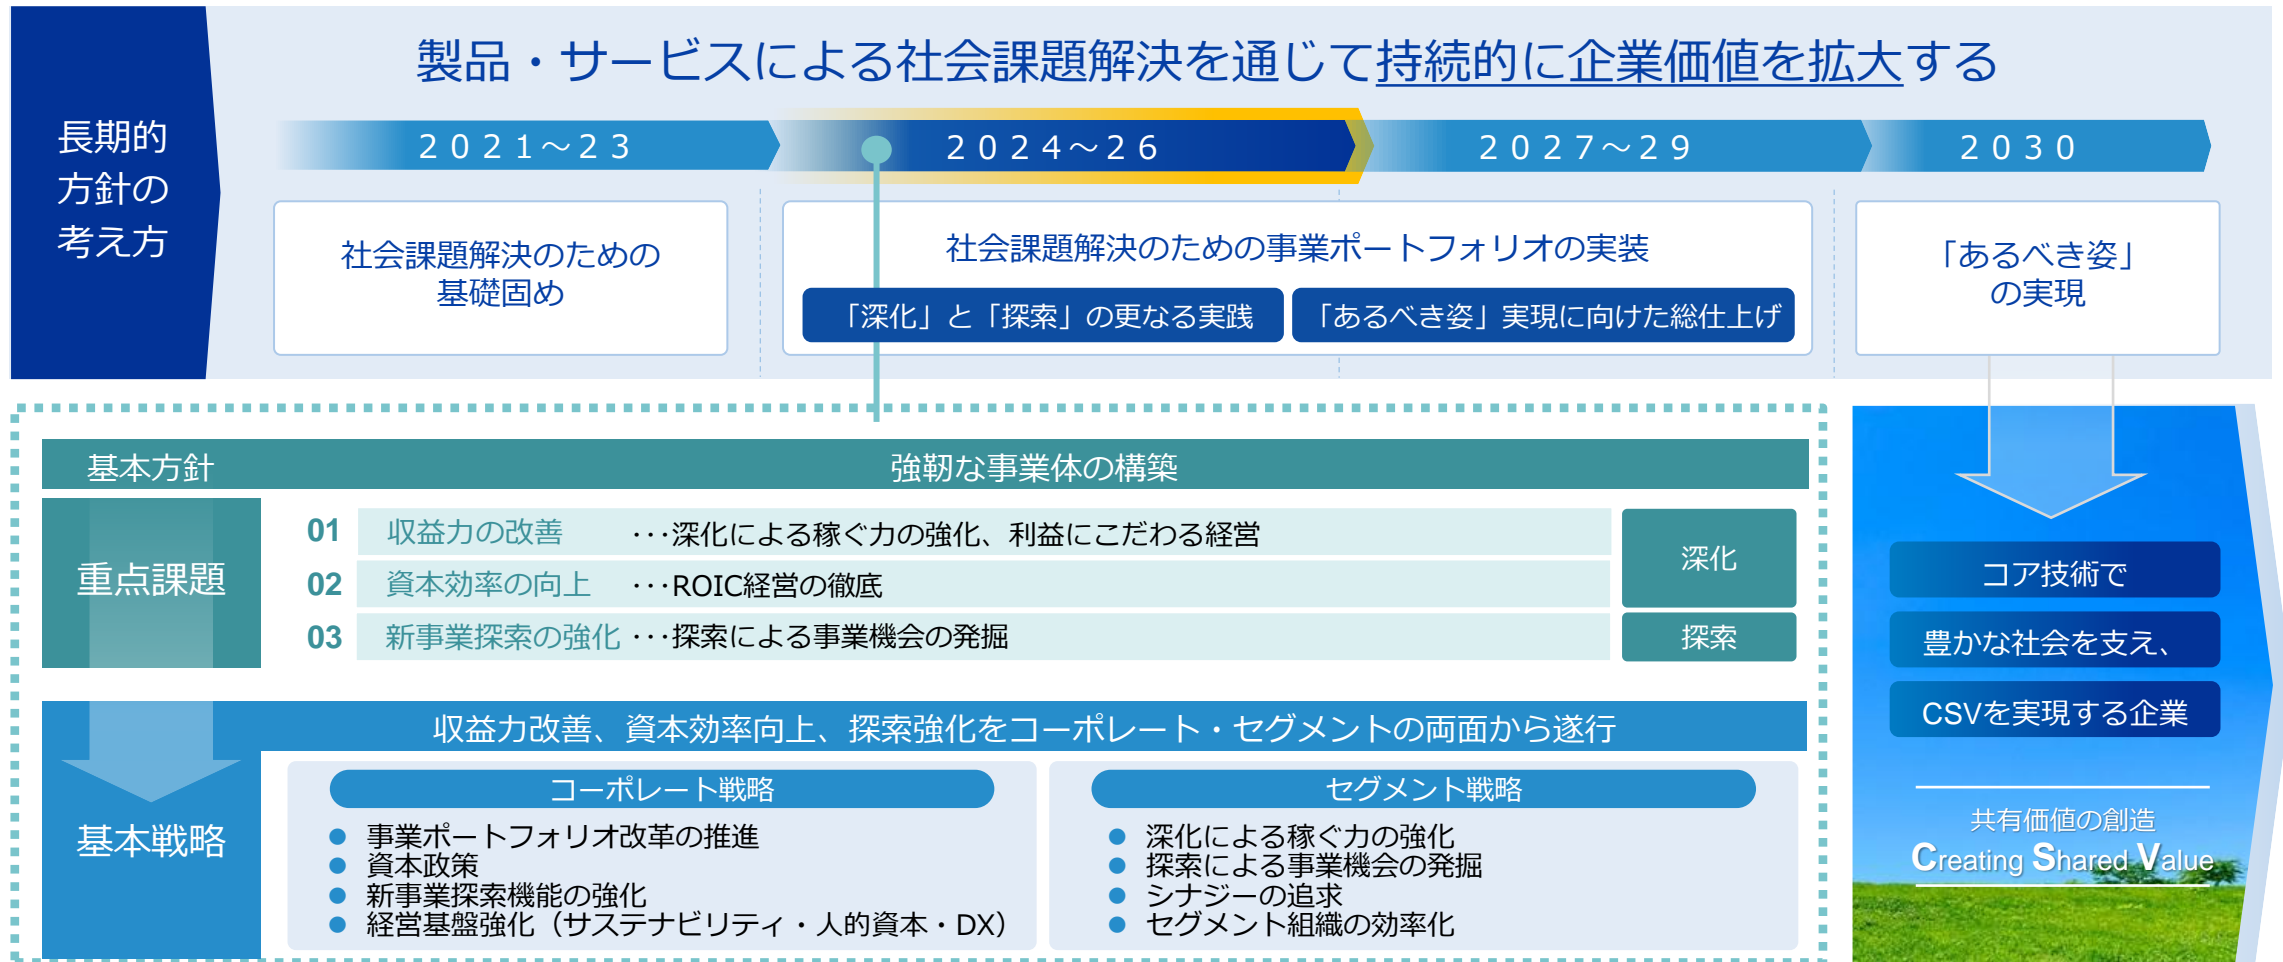 長期的
方針の
考え方
製品・サービスによる社会課題解決を通じて持続的に企業価値を拡大する
２０２１～２３
２０２４～２６
２０２７～２９
２０３０
社会課題解決のための
基礎固め
社会課題解決のための事業ポートフォリオの実装
「深化」と「探索」の更なる実践
「あるべき姿」実現に向けた総仕上げ
「あるべき姿」
の実現
基本方針
強靭な事業体の構築
重点課題
01 収益力の改善 ･･･深化による稼ぐ力の強化、利益にこだわる経営
02 資本効率の向上 ･･･ROIC経営の徹底
深化
03 新事業探索の強化 ･･･探索による事業機会の発掘
探索
基本戦略
収益力改善、資本効率向上、探索強化をコーポレート・セグメントの両面から遂行
コーポレート戦略
● 事業ポートフォリオ改革の推進
● 資本政策
● 新事業探索機能の強化
● 経営基盤強化（サステナビリティ・人的資本・DX）
セグメント戦略
● 深化による稼ぐ力の強化
● 探索による事業機会の発掘
● シナジーの追求
● セグメント組織の効率化
コア技術で
豊かな社会を支え、
CSVを実現する企業
共有価値の創造
Creating Shared Value